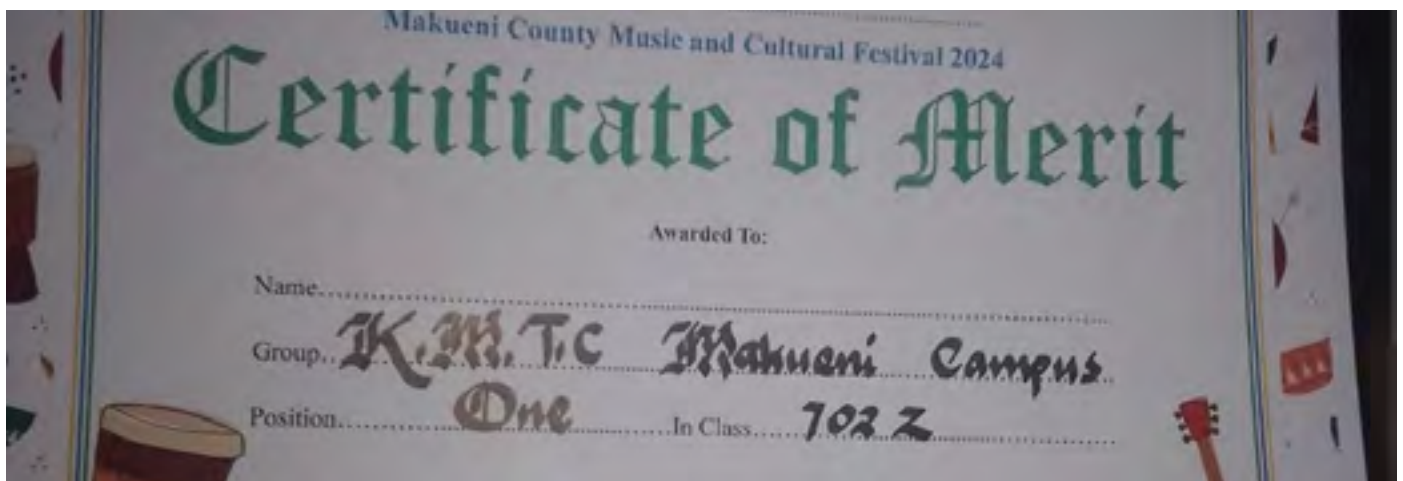 Makueni County Music and Cultural Festival 2024
Certificate of Merit
Awarded To:
Name
Group K.M.T.C Makueni Campus
Position One In Class 702 Z